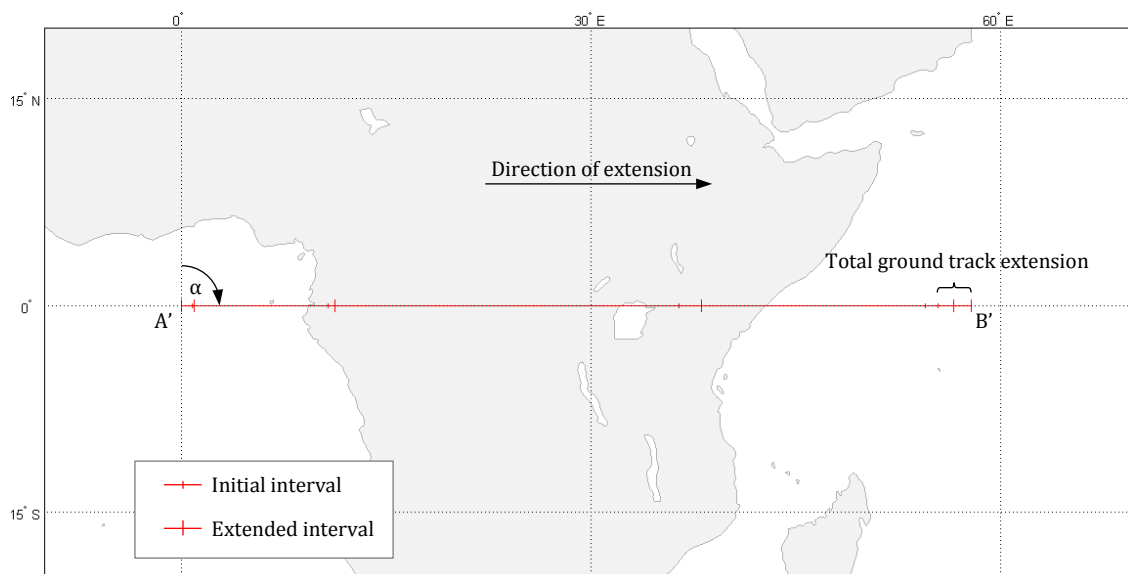 0° 30° E 60° E
15° N
Direction of extension
Total ground track extension
α
0°
A’ B’
Initial interval
Extended interval
15° S